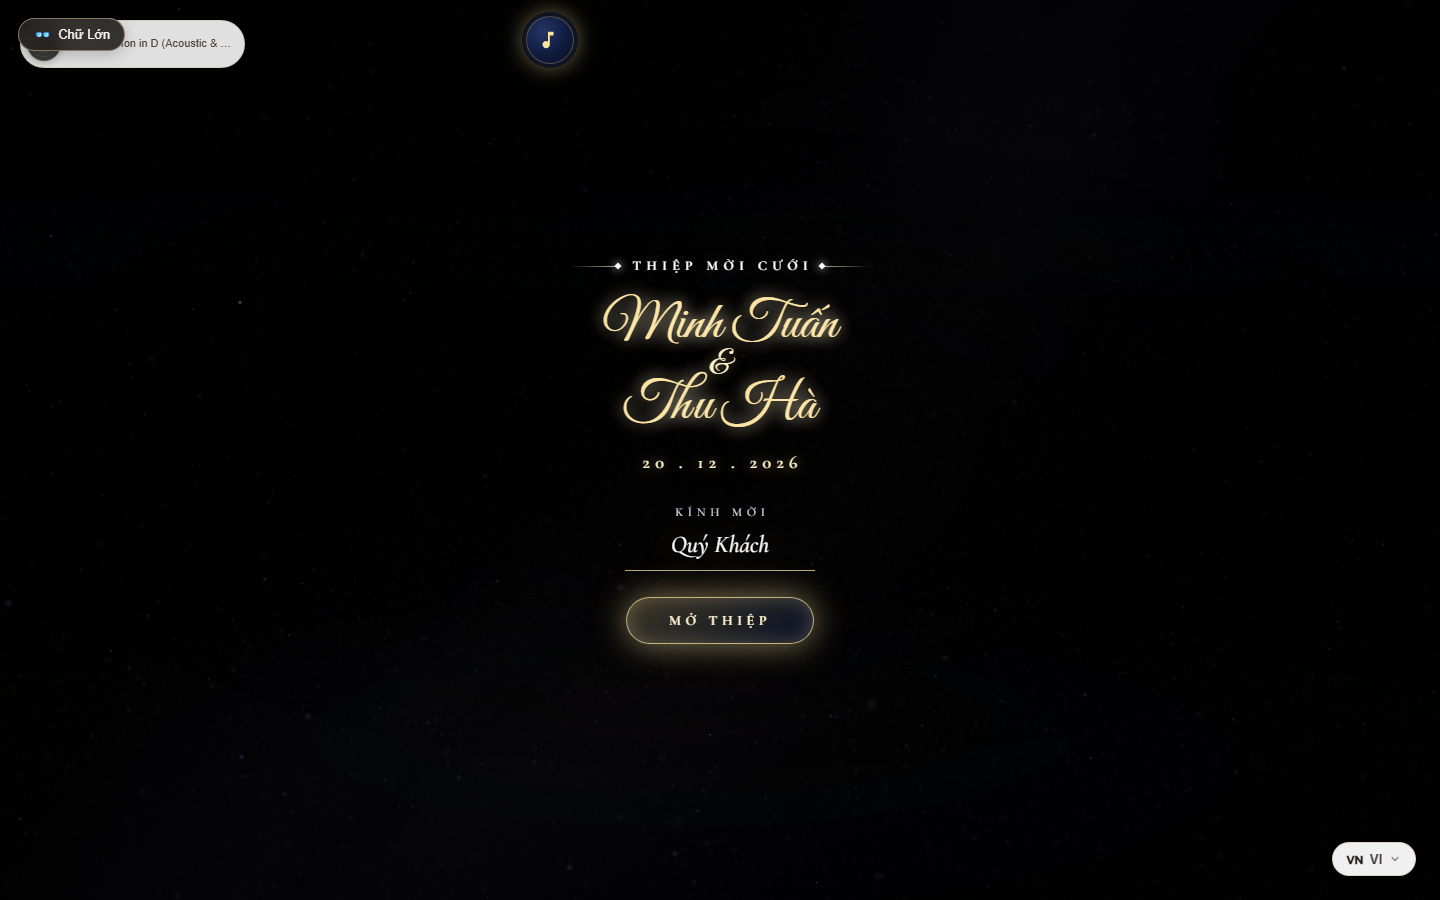 Chữ Lớn
in D (Acoustic & ...
THIỆP MỜI CƯỚI
Minh Tuấn
&
Thu Hà
20 . 12 . 2026
KÍNH MỜI
Quý Khách
MỞ THIỆP
VN VI